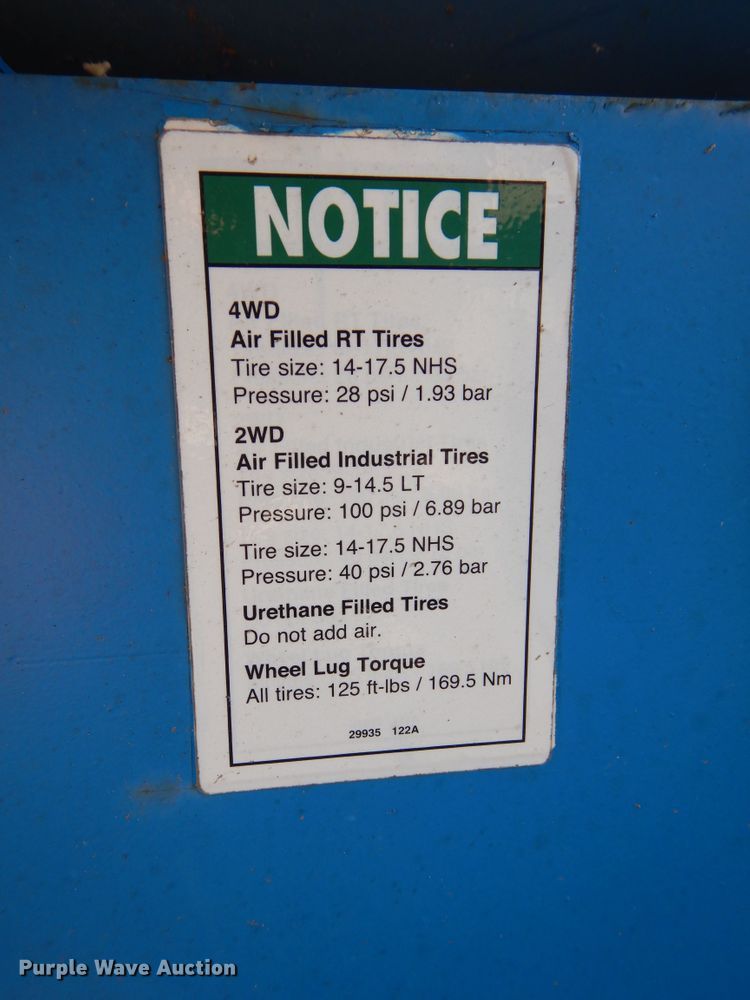 NOTICE
4WD
Air Filled RT Tires
Tire size: 14-17.5 NHS
Pressure: 28 psi / 1.93 bar
2WD
Air Filled Industrial Tires
Tire size: 9-14.5 LT
Pressure: 100 psi / 6.89 bar
Tire size: 14-17.5 NHS
Pressure: 40 psi / 2.76 bar
Urethane Filled Tires
Do not add air.
Wheel Lug Torque
All tires: 125 ft-lbs / 169.5 Nm
29935 122A
Purple Wave Auction